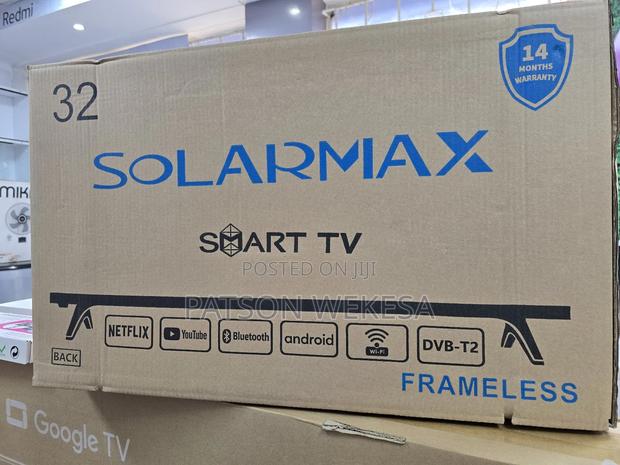 Redmi
32
14
MONTHS
WARRANTY
SOLARMAX
MIK
SMART TV
POSTED ON JIJI
PATSON WEKESA
NETFLIX
YouTube
Bluetooth
android
Wi-Fi
DVB-T2
BACK
FRAMELESS
Google TV